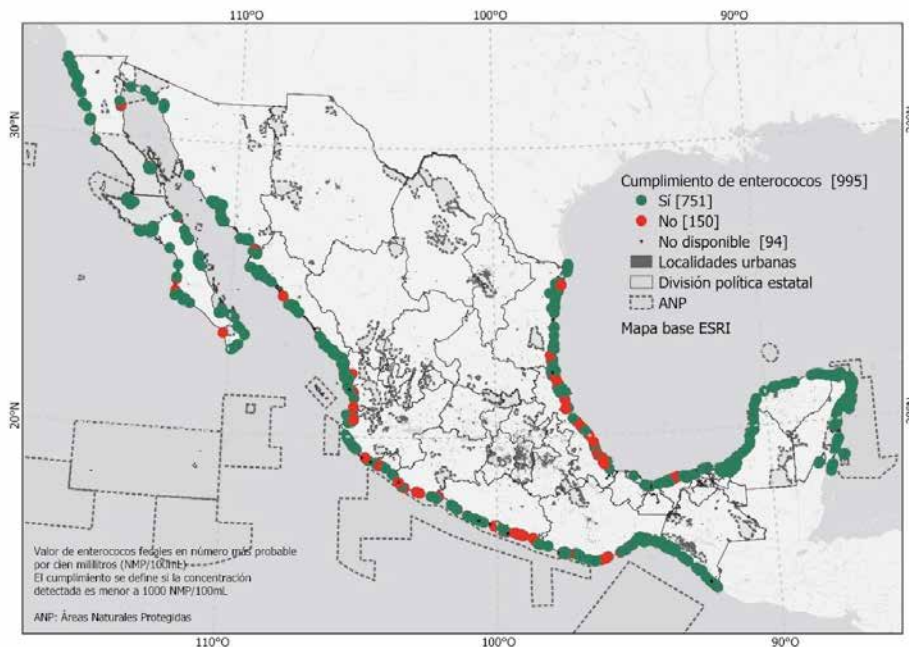 110°O 100°O 90°O
30°N
20°N
Cumplimiento de enterococos [995]
Sí [751]
No [150]
No disponible [94]
Localidades urbanas
División política estatal
ANP
Mapa base ESRI
Valor de enterococos fecales en número más probable
por cien mililitros (NMP/100mL)
El cumplimiento se define si la concentración
detectada es menor a 1000 NMP/100mL
ANP: Áreas Naturales Protegidas
110°O 100°O 90°O